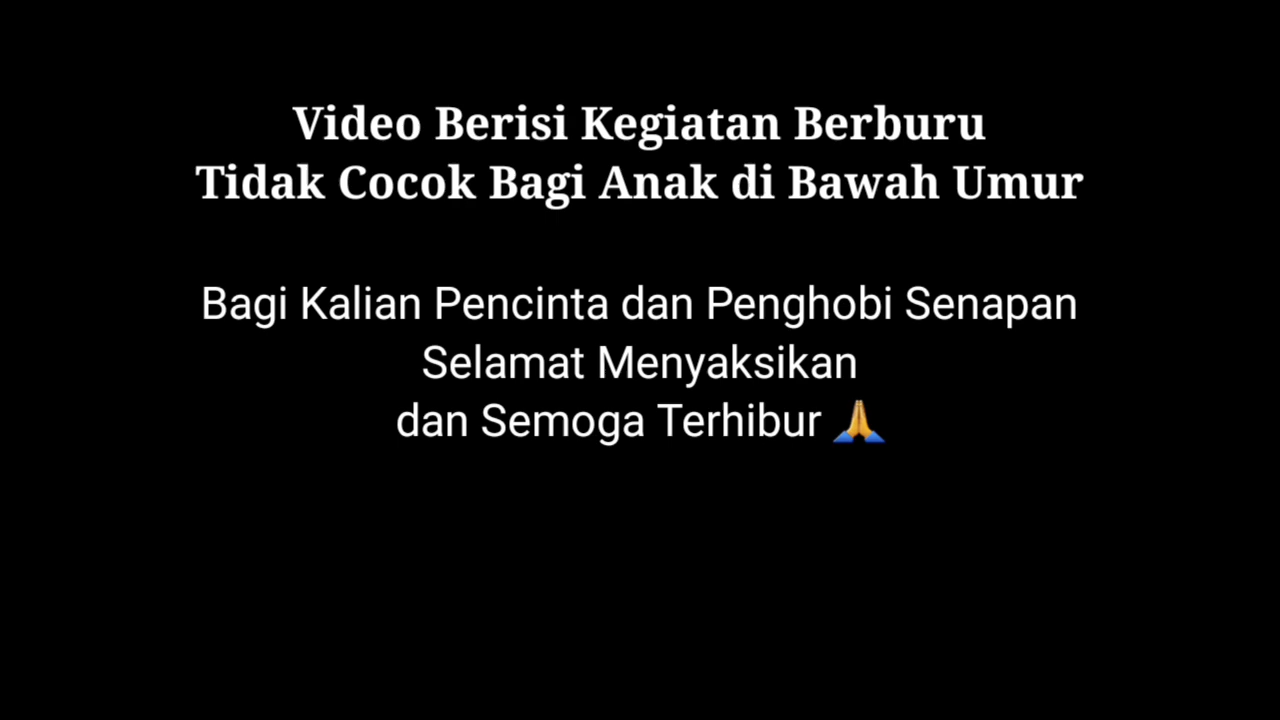 Video Berisi Kegiatan Berburu
Tidak Cocok Bagi Anak di Bawah Umur
Bagi Kalian Pencinta dan Penghobi Senapan
Selamat Menyaksikan
dan Semoga Terhibur 🙏